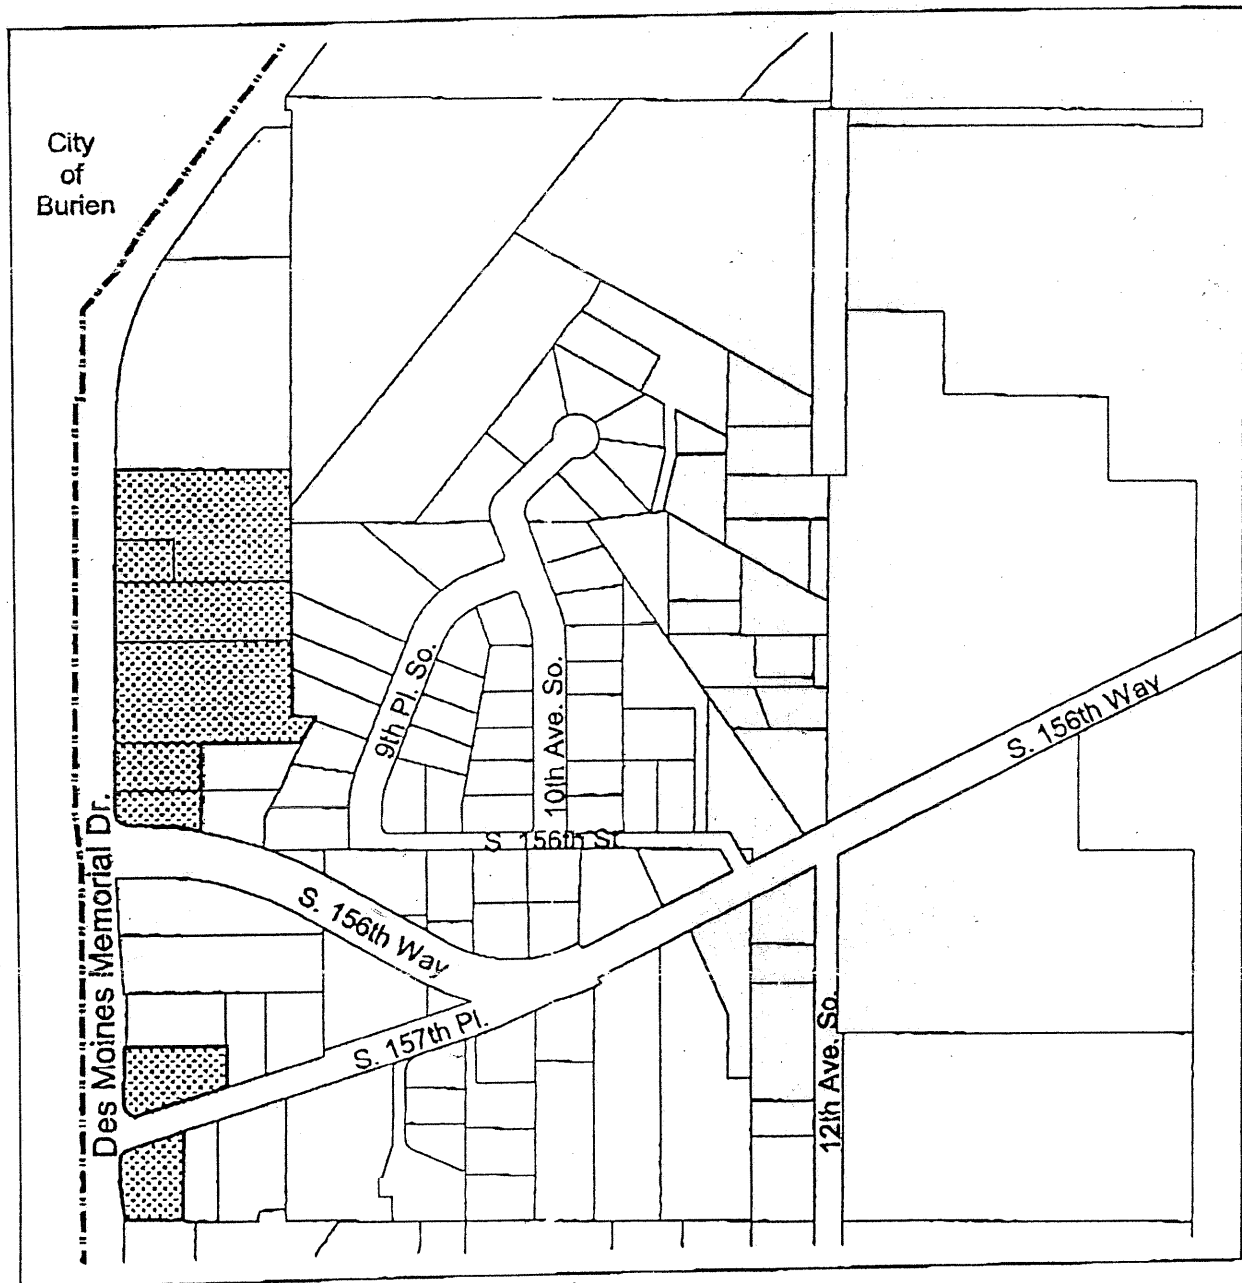 City
of
Burien
9th Pl. So.
10th Ave. So.
S. 156th Way
S. 156th St.
Des Moines Memorial Dr.
S. 156th Way
S. 157th Pl.
12th Ave. So.